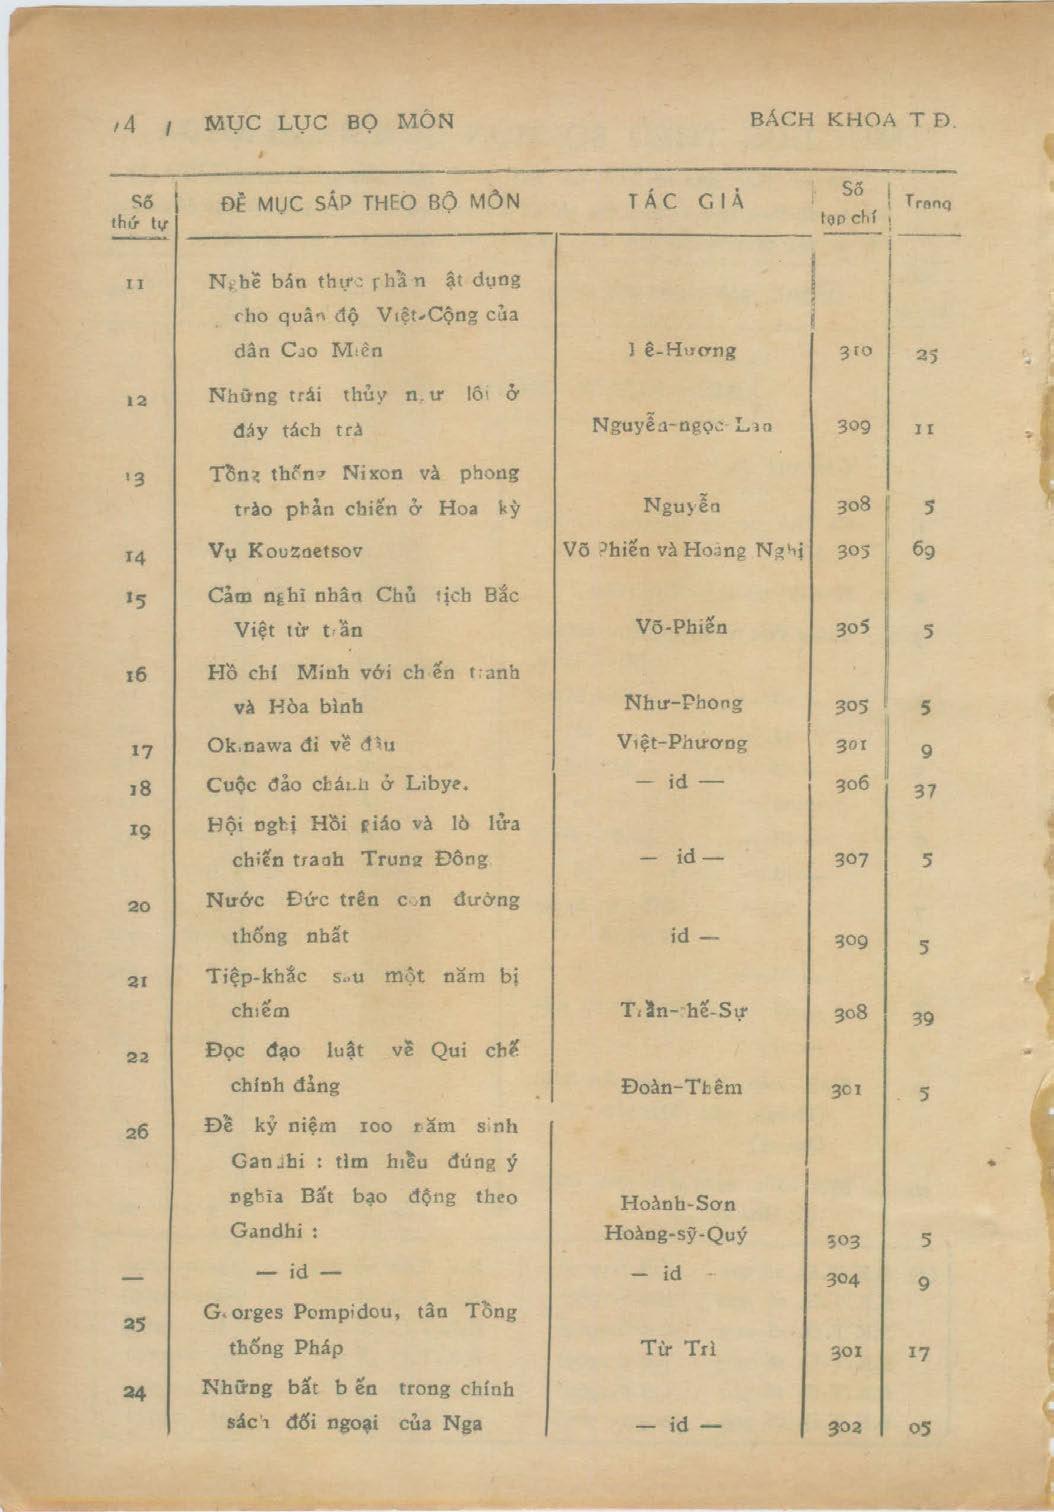 4 / MỤC LỤC BỌ MÔN BÁCH KHOA T Đ.
Số thứ tự ĐỀ MỤC SẮP THEO BỘ MÔN TÁC GIẢ Số tạp chí Trang
11 Nghề bán thực phẩn ật dụng
cho quân độ Việt-Cộng của
dân Cao Miên ê-Hương 310 25
12 Những trái thủy ngư lôi ở
đáy tách trà Nguyễn-ngọc-Lan 309 11
13 Tổng thống Nixon và phong
trào phản chiến ở Hoa kỳ Nguyễn 308 5
14 Vụ Kouznetsov Võ Phiến và Hoàng Nghị 305 69
15 Cảm nghĩ nhân Chủ tịch Bắc
Việt từ trần Võ-Phiến 305 5
16 Hồ chí Minh với chiến tranh
và Hòa bình Như-Phong 305 5
17 Okinawa đi về đâu Việt-Phương 301 9
18 Cuộc đảo chánh ở Libye. — id — 306 37
19 Hội nghị Hồi giáo và lò lửa
chiến tranh Trung Đông — id — 307 5
20 Nước Đức trên con đường
thống nhất id — 309 5
21 Tiệp-khắc sau một năm bị
chiếm Trần-thế-Sự 308 39
22 Đọc đạo luật về Qui chế
chính đảng Đoàn-Thêm 301 5
26 Để kỷ niệm 100 năm sinh
Gandhi : tìm hiểu đúng ý
nghĩa Bất bạo động theo Hoành-Sơn
Gandhi : Hoàng-sỹ-Quý 303 5
— — id — — id - 304 9
25 Georges Pompidou, tân Tổng
thống Pháp Từ Trì 301 17
24 Những bất biến trong chính
sách đối ngoại của Nga — id — 302 05